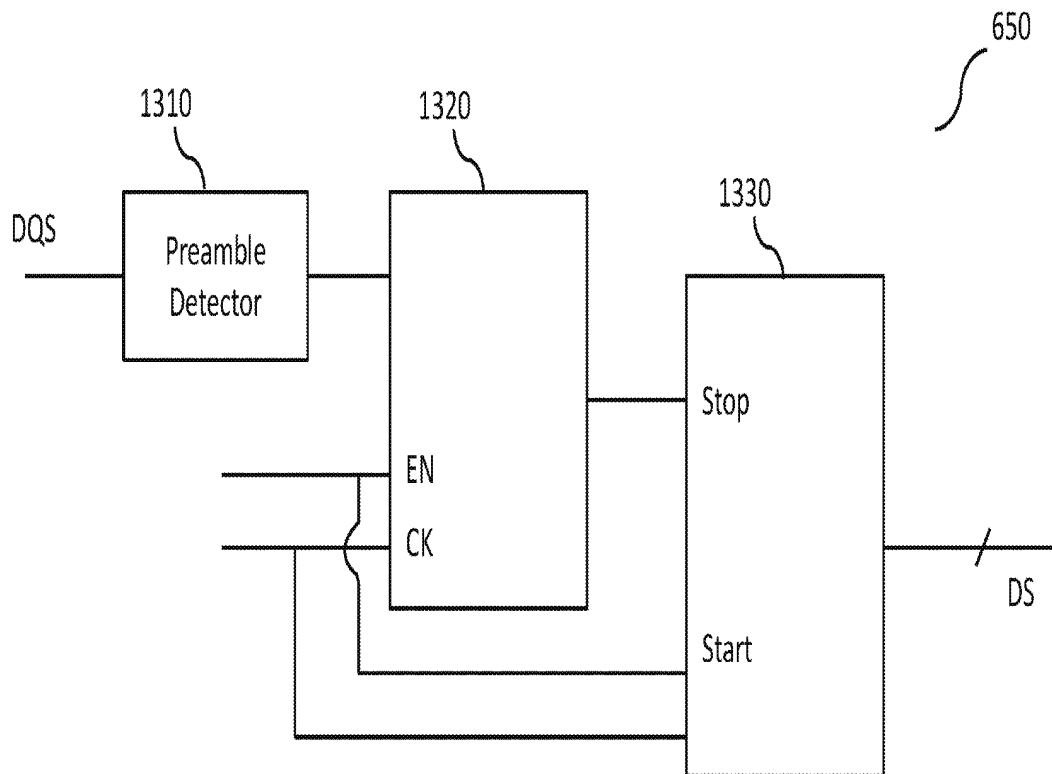 650
1310
1320
1330
DQS
Preamble
Detector
Stop
EN
CK
DS
Start